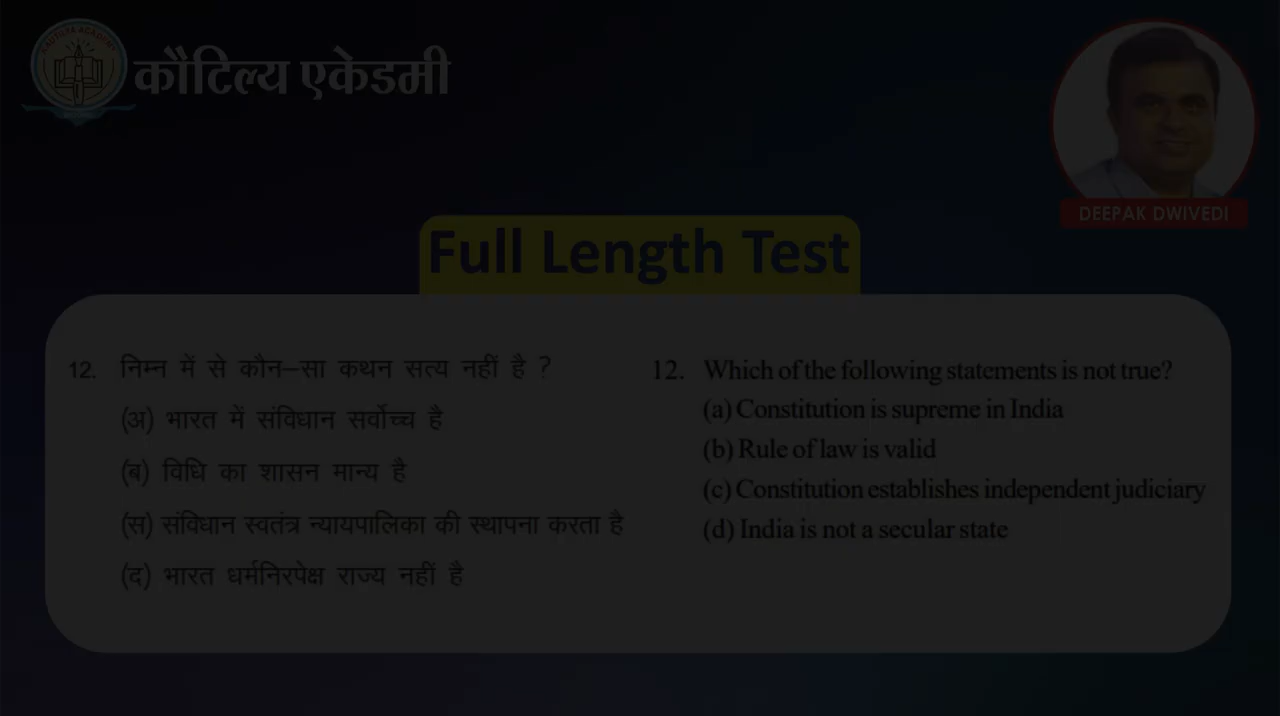 KAUTILYA ACADEMY
कौटिल्य एकेडमी
DEEPAK DWIVEDI
Full Length Test
12. निम्न में से कौन–सा कथन सत्य नहीं है ?
(अ) भारत में संविधान सर्वोच्च है
(ब) विधि का शासन मान्य है
(स) संविधान स्वतंत्र न्यायपालिका की स्थापना करता है
(द) भारत धर्मनिरपेक्ष राज्य नहीं है
12. Which of the following statements is not true?
(a) Constitution is supreme in India
(b) Rule of law is valid
(c) Constitution establishes independent judiciary
(d) India is not a secular state